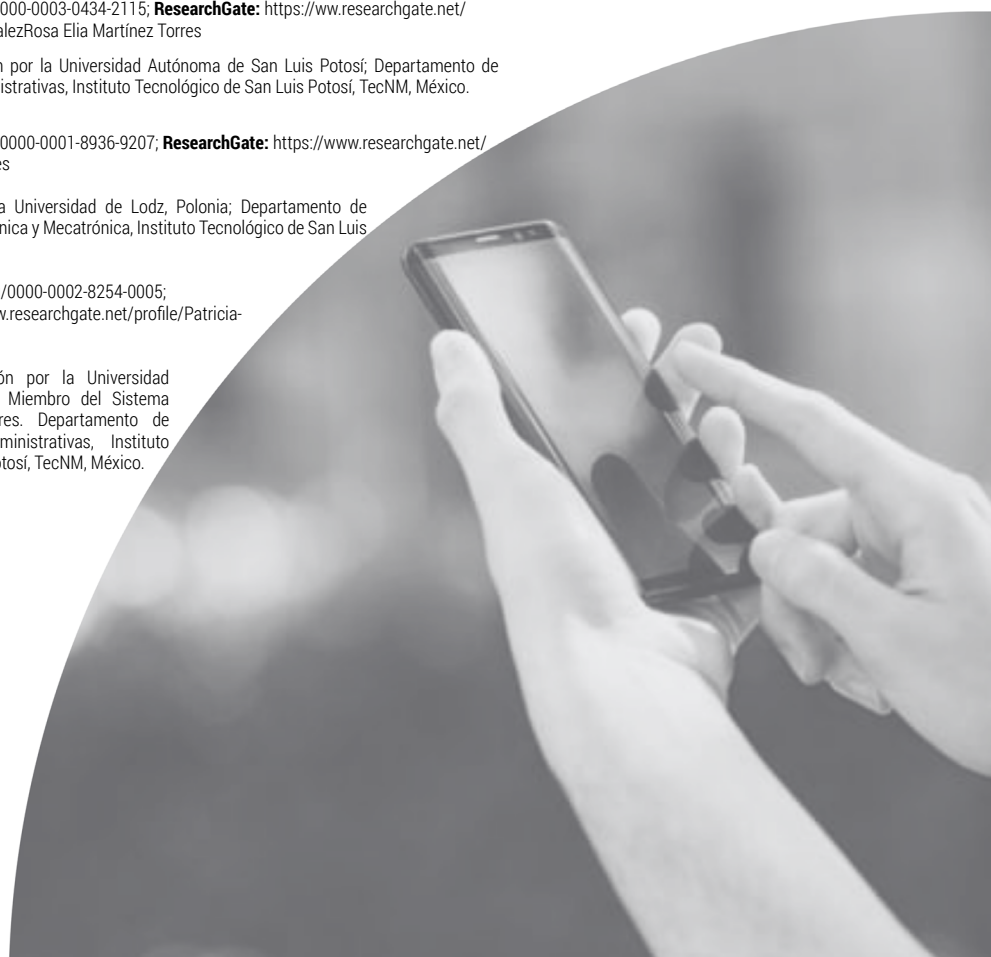 000-0003-0434-2115; ResearchGate: https://ww.researchgate.net/
alezRosa Elia Martínez Torres
n por la Universidad Autónoma de San Luis Potosí; Departamento de
istrativas, Instituto Tecnológico de San Luis Potosí, TecNM, México.
0000-0001-8936-9207; ResearchGate: https://www.researchgate.net/
es
a Universidad de Lodz, Polonia; Departamento de
nica y Mecatrónica, Instituto Tecnológico de San Luis
/0000-0002-8254-0005;
w.researchgate.net/profile/Patricia-
ón por la Universidad
Miembro del Sistema
res. Departamento de
ministrativas, Instituto
otosí, TecNM, México.